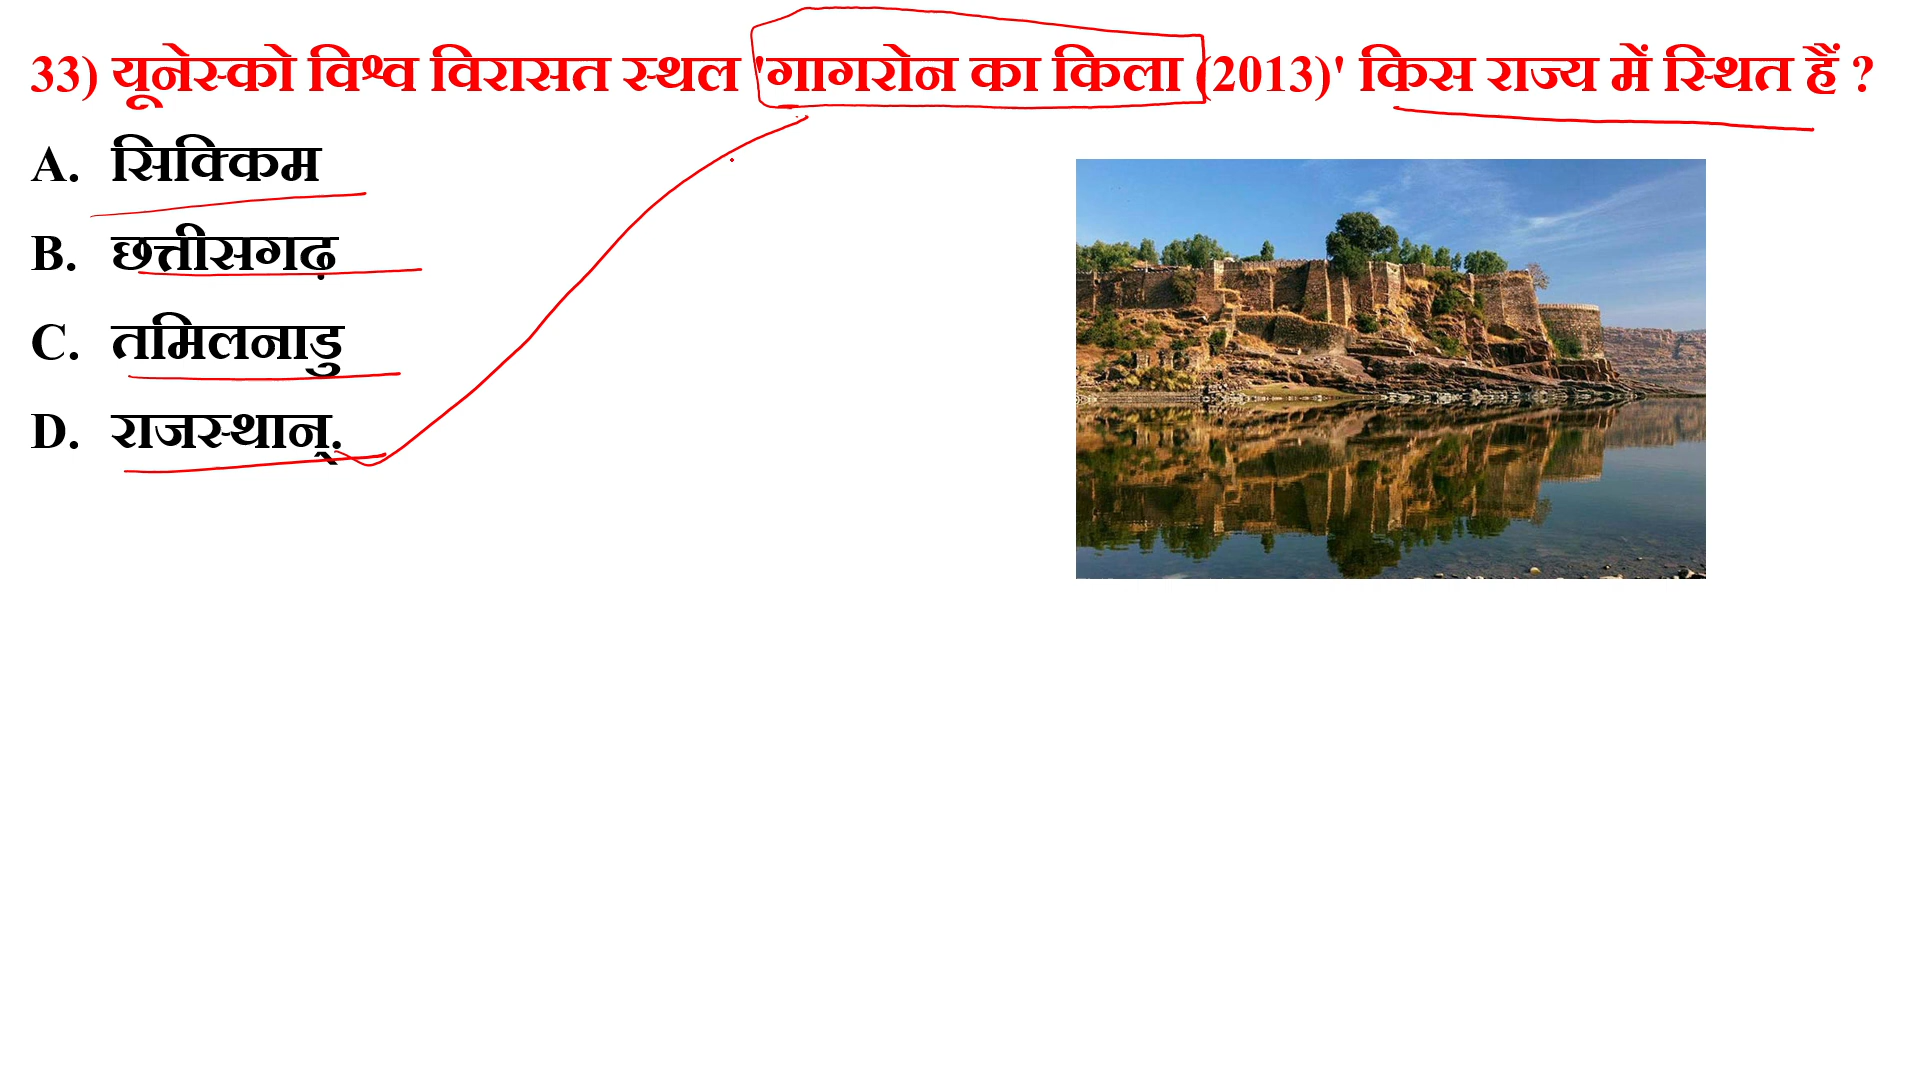 33) यूनेस्को विश्व विरासत स्थल 'गागरोन का किला (2013)' किस राज्य में स्थित हैं ?
A. सिक्किम
B. छत्तीसगढ़
C. तमिलनाडु
D. राजस्थान्.